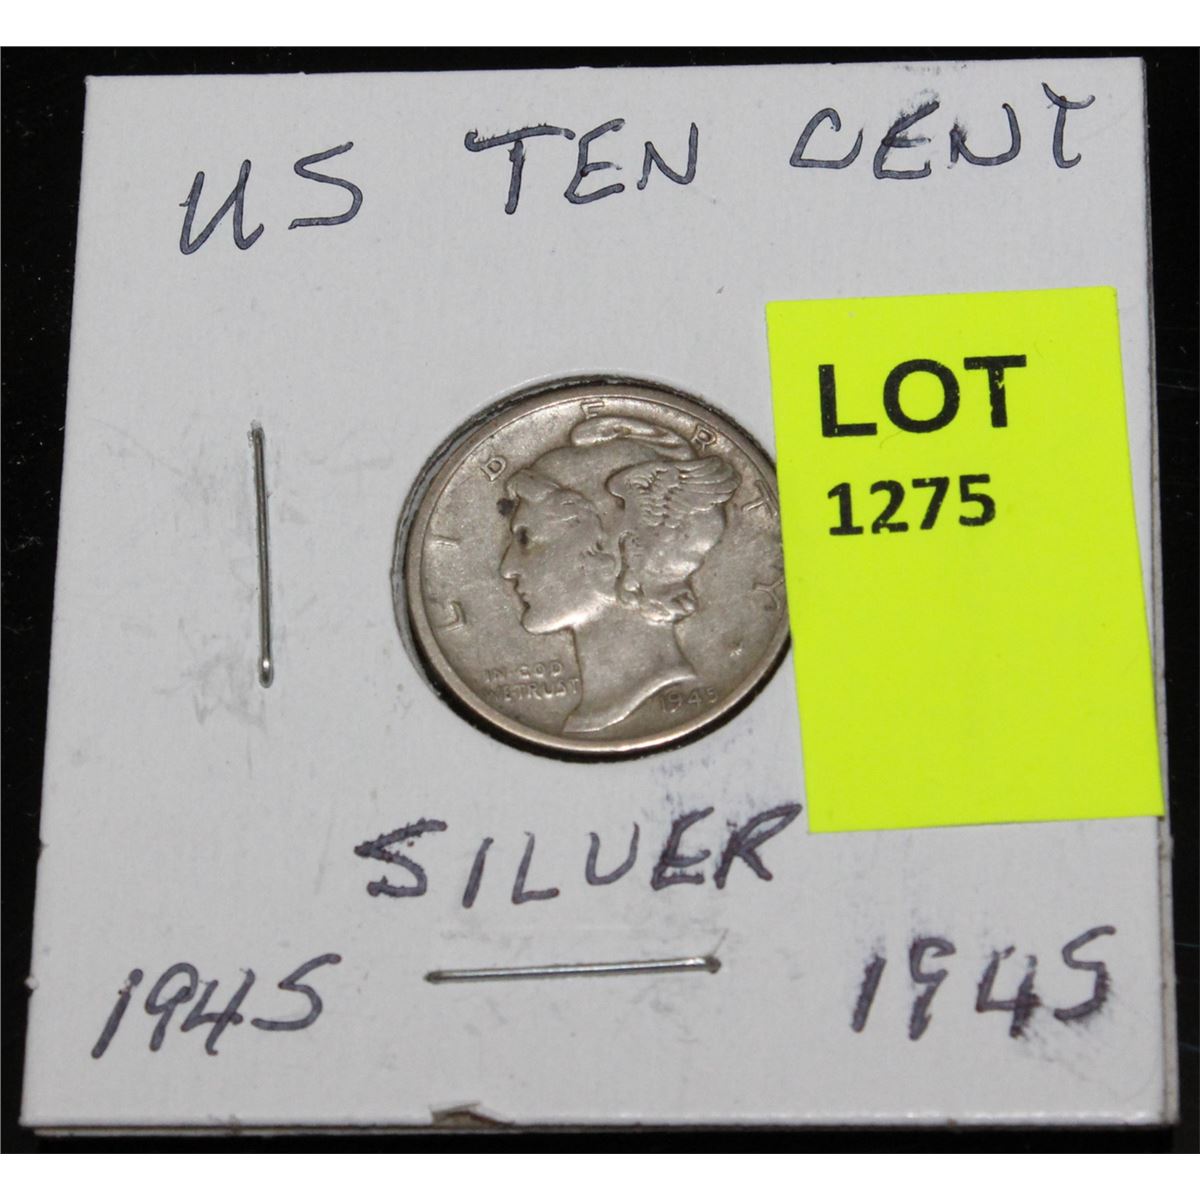 US TEN CENT
LOT
1275
LIBERTY
IN GOD
WE TRUST
1945
SILVER
1945 1945